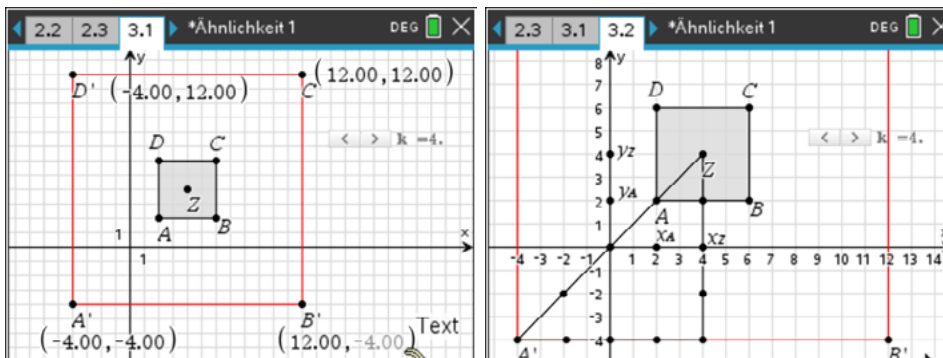 2.2 2.3 3.1 *Ähnlichkeit 1 DEG
y
D' (-4.00,12.00)
(12.00,12.00)
C
D C
< > k =4.
Z
A B
1
x
1
A'
(-4.00,-4.00)
B'
(12.00,-4.00)
Text
2.3 3.1 3.2 *Ähnlichkeit 1 DEG
8
y
7
D C
6
5
< > k =4.
4 yZ
Z
3
2 yA
A B
1
xA xZ
x
-4 -3 -2 -1 1 2 3 4 5 6 7 8 9 10 11 12 14
-1
-2
-3
-4
A' B'